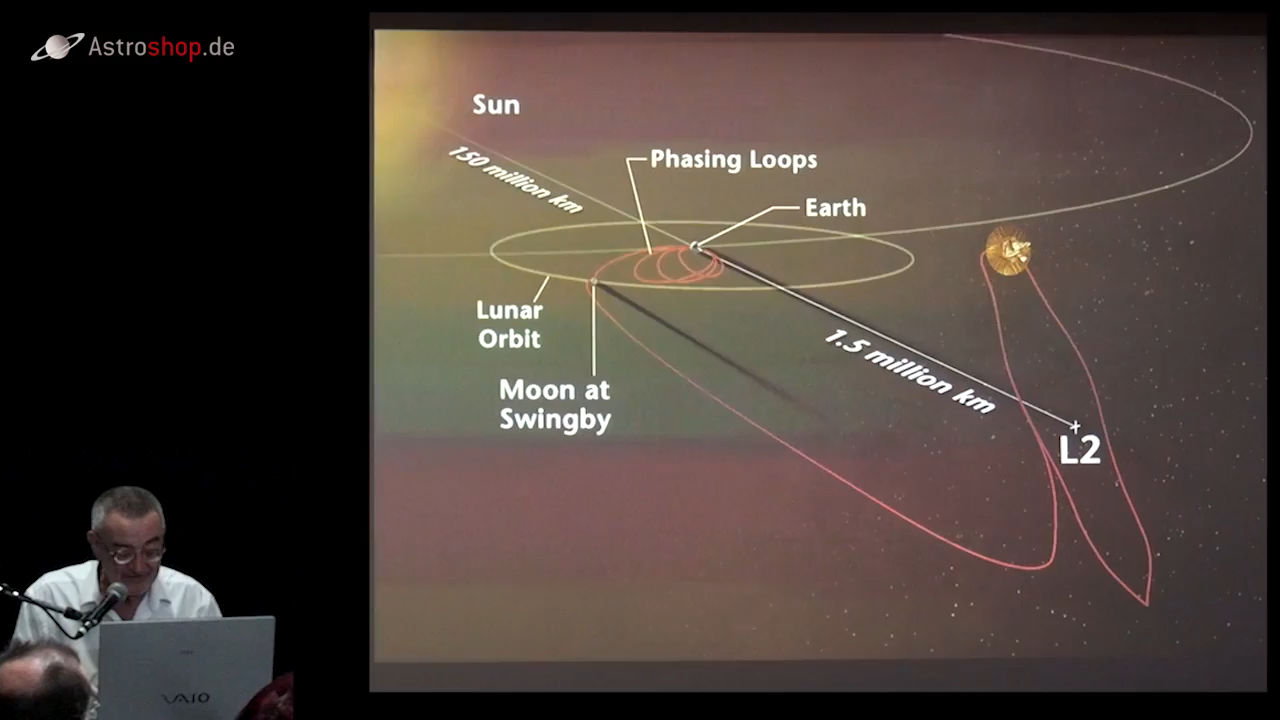 Astroshop.de
Sun
150 million km
Phasing Loops
Earth
Lunar
Orbit
Moon at
Swingby
1.5 million km
L2
VAIO